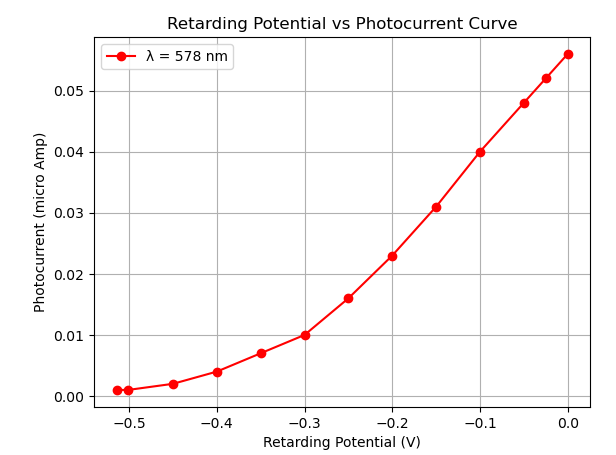 Retarding Potential vs Photocurrent Curve
λ = 578 nm
Photocurrent (micro Amp)
0.05
0.04
0.03
0.02
0.01
0.00
−0.5 −0.4 −0.3 −0.2 −0.1 0.0
Retarding Potential (V)